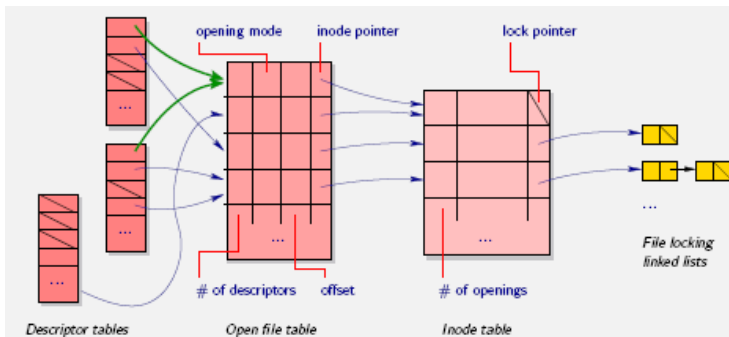 opening mode
inode pointer
lock pointer
...
...
...
...
...
...
# of descriptors
offset
# of openings
File locking
linked lists
Descriptor tables
Open file table
Inode table